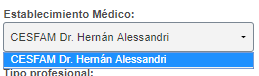 Establecimiento Médico:
CESFAM Dr. Hernán Alessandri
CESFAM Dr. Hernán Alessandri
Tipo profesional: